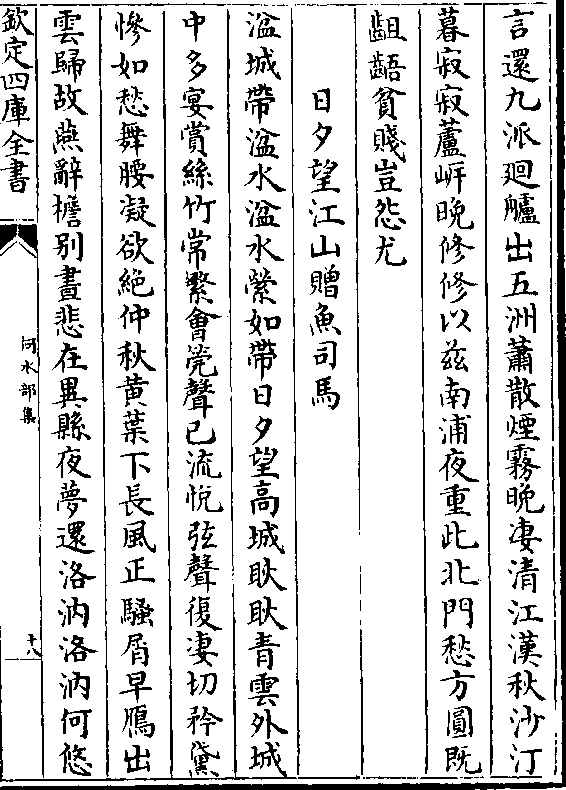 言還九派廻艫出五洲蕭散煙霧晚凄清江漢秋沙汀
暮寂寂蘆岍晚修修以兹南浦夜重此北門愁方圓既
齟齬貧賤豈怨尤
日夕望江山贈魚司馬
湓城帶湓水湓水縈如帶日夕望高城耿耿青雲外城
中多宴賞絲竹常繁會筦聲已流悅弦聲復凄切矜黛
慘如愁舞腰凝欲絶仲秋黄葉下長風正騷屑早鴈出
雲歸故燕辭檐别晝悲在異縣夜夢還洛汭洛汭何悠
欽定四庫全書
何水部集
十八